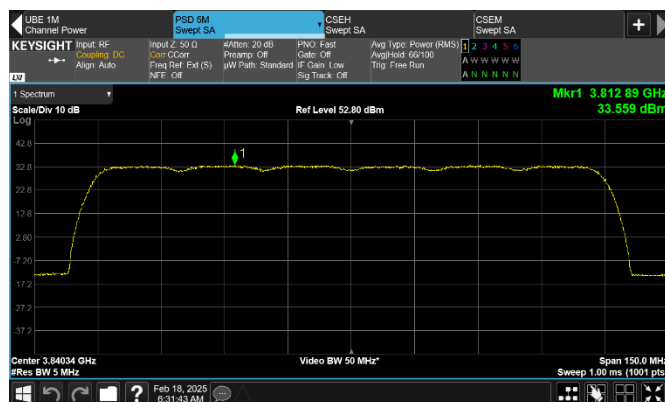 UBE 1M
Channel Power
PSD 5M
Swept SA
CSEH
Swept SA
CSEM
Swept SA
+
KEYSIGHT
Input: RF
Coupling: DC
Align: Auto
Input Z: 50 Ω
Corr CCorr
Freq Ref: Ext (S)
NFE: Off
#Atten: 20 dB
Preamp: Off
µW Path: Standard
PNO: Fast
Gate: Off
IF Gain: Low
Sig Track: Off
Avg Type: Power (RMS)
Avg|Hold: 66/100
Trig: Free Run
1 2 3 4 5 6
A W W W W W
A N N N N N
LXI
1 Spectrum
Scale/Div 10 dB
Ref Level 52.80 dBm
Mkr1 3.812 89 GHz
33.559 dBm
Log
1
42.8
32.8
22.8
12.8
2.80
-7.20
-17.2
-27.2
-37.2
Center 3.84034 GHz
#Res BW 5 MHz
Video BW 50 MHz*
Span 150.0 MHz
Sweep 1.00 ms (1001 pts
?
Feb 18, 2025
6:31:43 AM